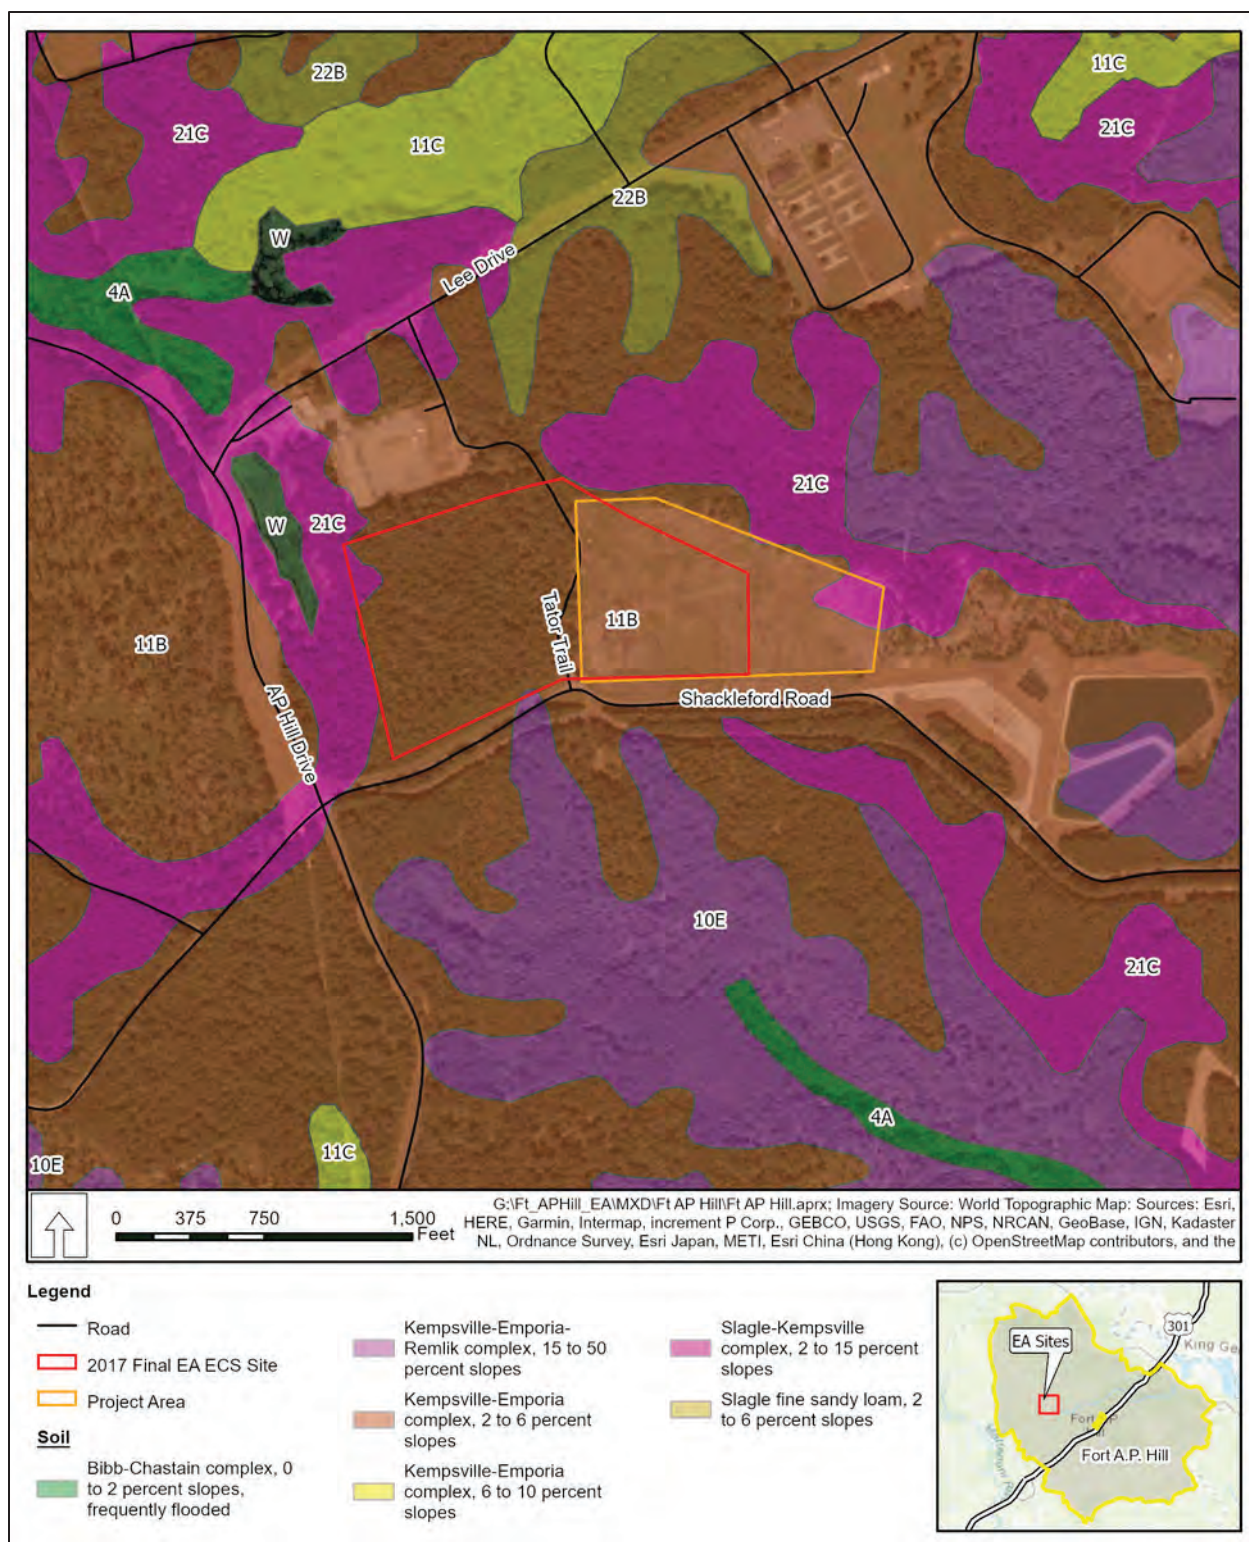 22B
11C
21C
11C
21C
22B
W
Lee Drive
4A
21C
21C
W
Tator Trail
11B
11B
AP Hill Drive
Shackleford Road
10E
21C
4A
11C
10E
0 375 750 1,500
Feet
G:\Ft_APHill_EA\MXD\Ft AP Hill\Ft AP Hill.aprx; Imagery Source: World Topographic Map: Sources: Esri,
HERE, Garmin, Intermap, increment P Corp., GEBCO, USGS, FAO, NPS, NRCAN, GeoBase, IGN, Kadaster
NL, Ordnance Survey, Esri Japan, METI, Esri China (Hong Kong), (c) OpenStreetMap contributors, and the
Legend
Road
2017 Final EA ECS Site
Project Area
Soil
Bibb-Chastain complex, 0
to 2 percent slopes,
frequently flooded
Kempsville-Emporia-
Remlik complex, 15 to 50
percent slopes
Kempsville-Emporia
complex, 2 to 6 percent
slopes
Kempsville-Emporia
complex, 6 to 10 percent
slopes
Slagle-Kempsville
complex, 2 to 15 percent
slopes
Slagle fine sandy loam, 2
to 6 percent slopes
301
EA Sites
King Ge
Fort A.P.
Fort A.P. Hill